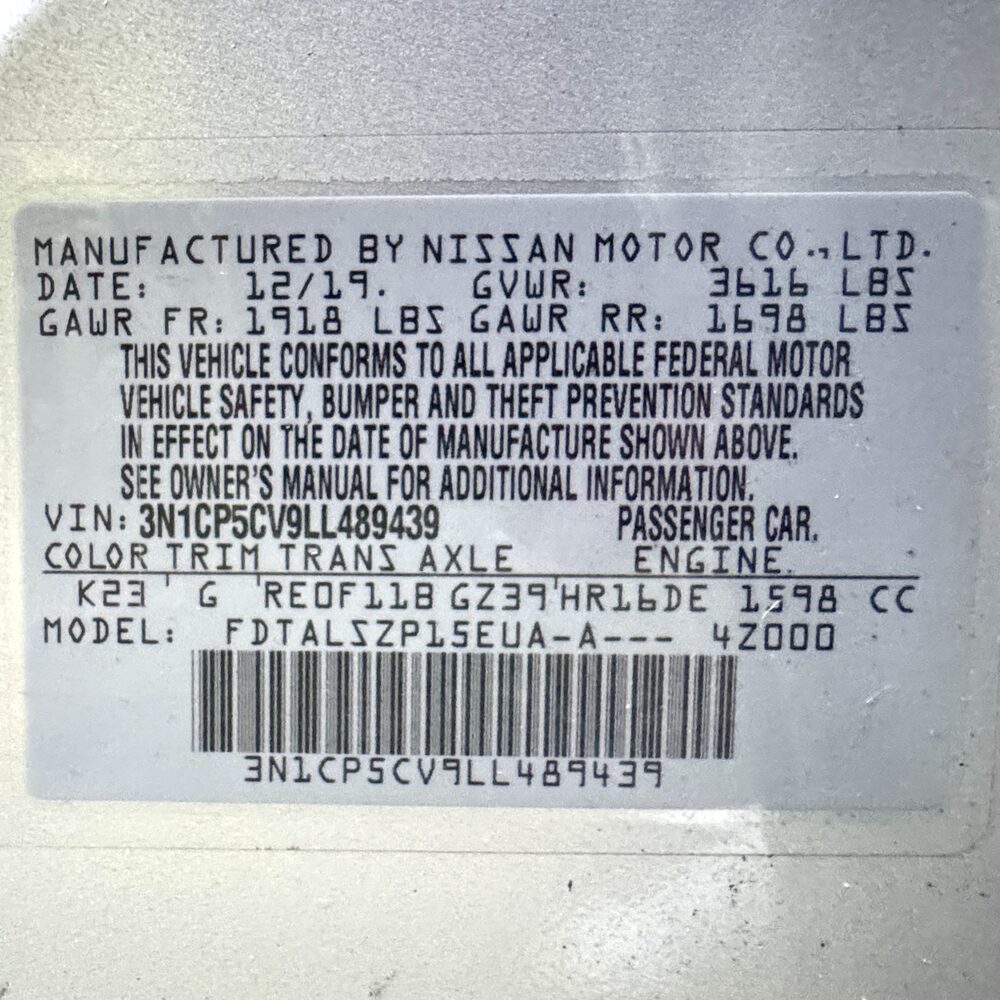 MANUFACTURED BY NISSAN MOTOR CO., LTD.
DATE: 12/19. GVWR: 3616 LBS
GAWR FR: 1918 LBS GAWR RR: 1698 LBS
THIS VEHICLE CONFORMS TO ALL APPLICABLE FEDERAL MOTOR
VEHICLE SAFETY, BUMPER AND THEFT PREVENTION STANDARDS
IN EFFECT ON THE DATE OF MANUFACTURE SHOWN ABOVE.
SEE OWNER'S MANUAL FOR ADDITIONAL INFORMATION.
VIN: 3N1CP5CV9LL489439 PASSENGER CAR.
COLOR TRIM TRANS AXLE ENGINE
K23 G RE0F11B GZ39 HR16DE 1598 CC
MODEL: FDTALSZP15EUA-A--- 4Z000
3N1CP5CV9LL489439